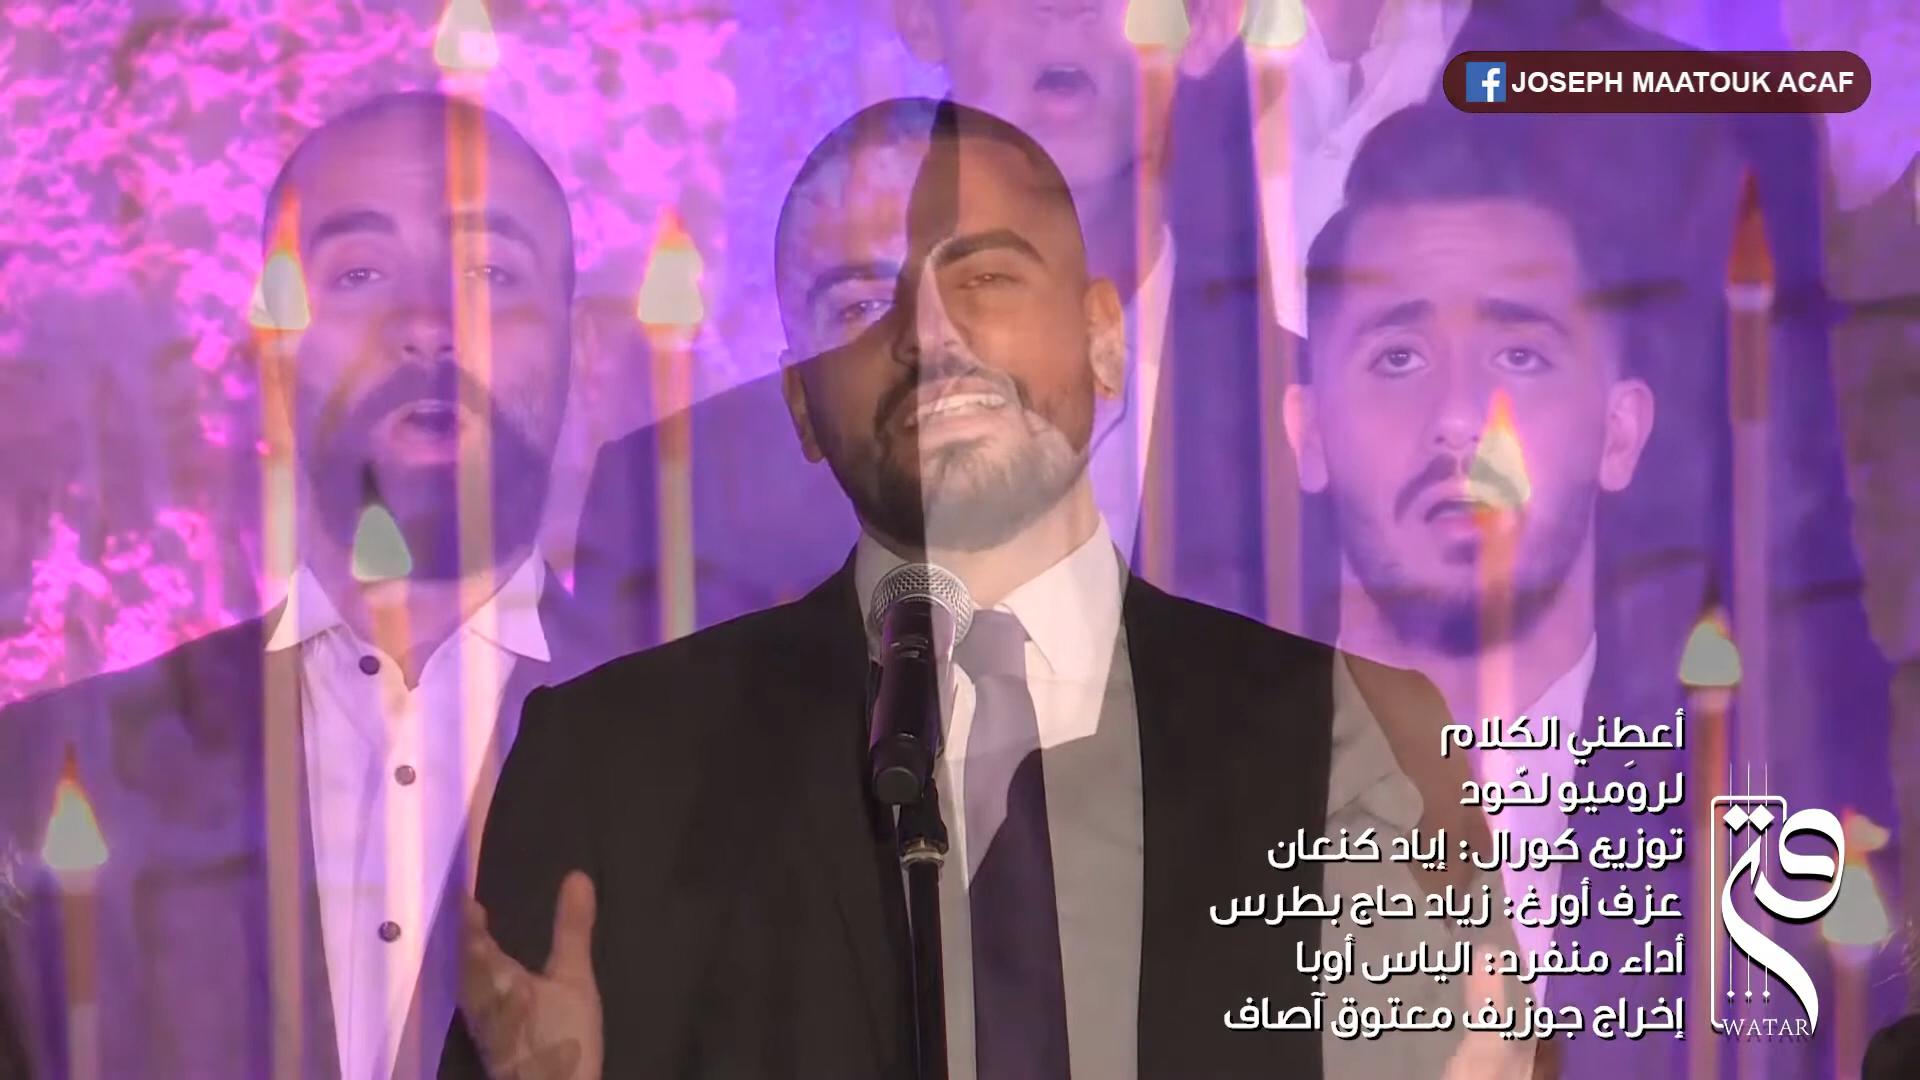 JOSEPH MAATOUK ACAF
أعطِني الكلام
لروميو لحّود
توزيع كورال: إياد كنعان
عزف أورغ: زياد حاج بطرس
أداء منفرد: الياس أوبا
إخراج جوزيف معتوق آصاف
WATAR